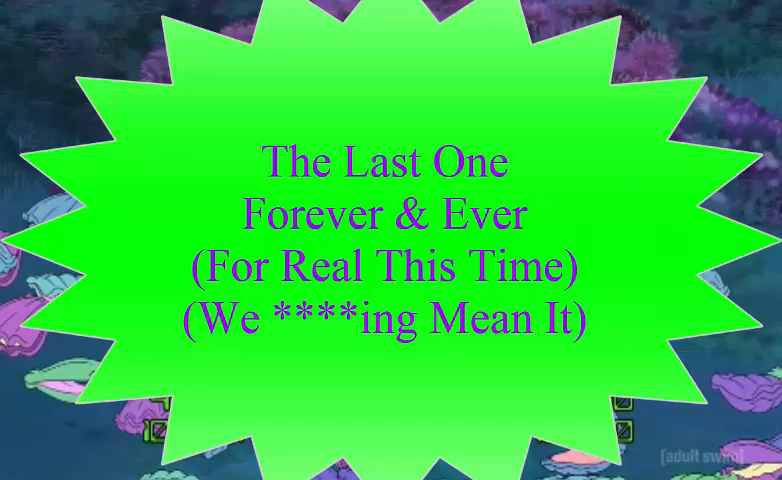 The Last One
Forever & Ever
(For Real This Time)
(We ****ing Mean It)
[adult swim]